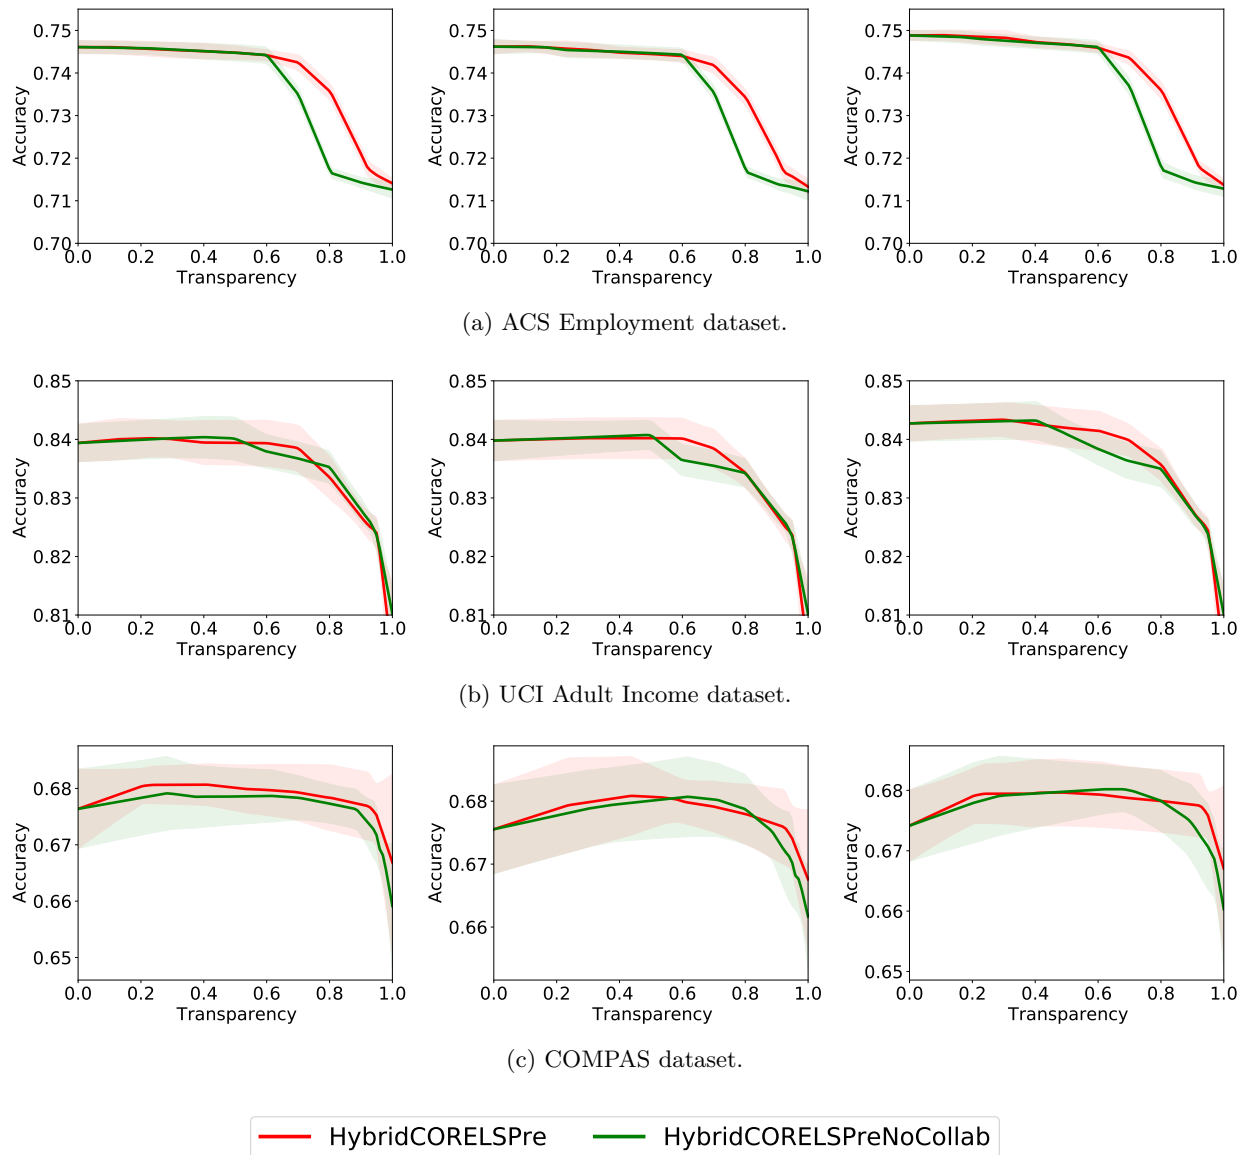 0.75 0.75 0.75
0.74 0.74 0.74
0.73 0.73 0.73
0.72 0.72 0.72
0.71 0.71 0.71
0.70 0.70 0.70
Accuracy Accuracy Accuracy
0.0 0.2 0.4 0.6 0.8 1.0 0.0 0.2 0.4 0.6 0.8 1.0 0.0 0.2 0.4 0.6 0.8 1.0
Transparency Transparency Transparency
(a) ACS Employment dataset.
0.85 0.85 0.85
0.84 0.84 0.84
0.83 0.83 0.83
0.82 0.82 0.82
0.81 0.81 0.81
Accuracy Accuracy Accuracy
0.0 0.2 0.4 0.6 0.8 1.0 0.0 0.2 0.4 0.6 0.8 1.0 0.0 0.2 0.4 0.6 0.8 1.0
Transparency Transparency Transparency
(b) UCI Adult Income dataset.
0.68 0.68 0.68
0.67 0.67 0.67
0.66 0.66 0.66
0.65 0.65
Accuracy Accuracy Accuracy
0.0 0.2 0.4 0.6 0.8 1.0 0.0 0.2 0.4 0.6 0.8 1.0 0.0 0.2 0.4 0.6 0.8 1.0
Transparency Transparency Transparency
(c) COMPAS dataset.
HybridCORELSPre HybridCORELSPreNoCollab